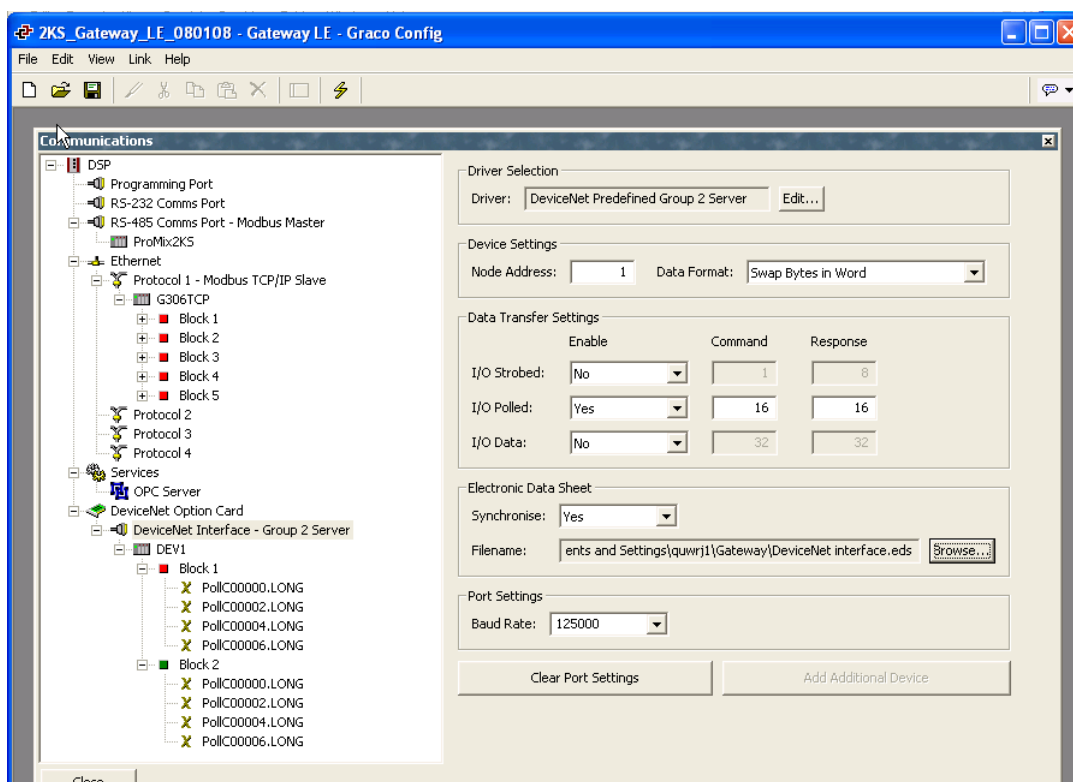 2KS_Gateway_LE_080108 - Gateway LE - Graco Config
File Edit View Link Help
Communications
DSP
Programming Port
RS-232 Comms Port
RS-485 Comms Port - Modbus Master
ProMix2KS
Ethernet
Protocol 1 - Modbus TCP/IP Slave
G306TCP
Block 1
Block 2
Block 3
Block 4
Block 5
Protocol 2
Protocol 3
Protocol 4
Services
OPC Server
DeviceNet Option Card
DeviceNet Interface - Group 2 Server
DEV1
Block 1
PollC00000.LONG
PollC00002.LONG
PollC00004.LONG
PollC00006.LONG
Block 2
PollC00000.LONG
PollC00002.LONG
PollC00004.LONG
PollC00006.LONG
Close
Driver Selection
Driver: DeviceNet Predefined Group 2 Server Edit...
Device Settings
Node Address: 1 Data Format: Swap Bytes in Word
Data Transfer Settings
Enable Command Response
I/O Strobed: No 1 8
I/O Polled: Yes 16 16
I/O Data: No 32 32
Electronic Data Sheet
Synchronise: Yes
Filename: ents and Settings\quwrj1\Gateway\DeviceNet interface.eds Browse...
Port Settings
Baud Rate: 125000
Clear Port Settings Add Additional Device